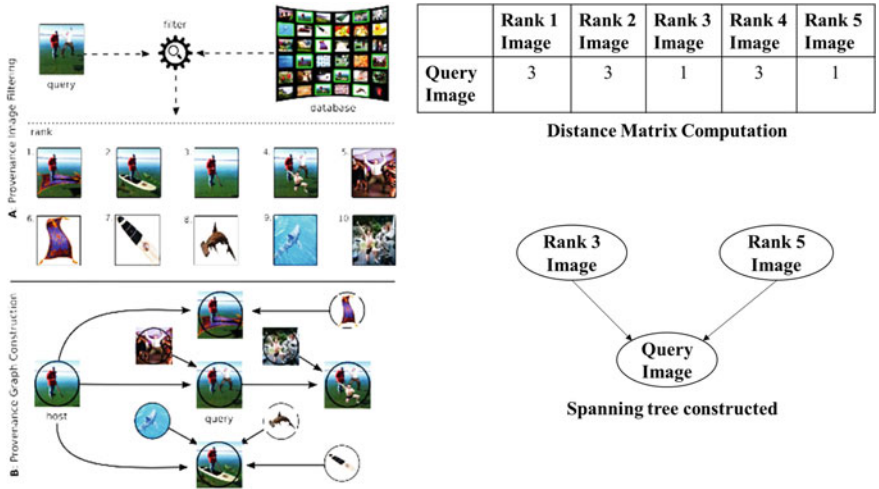 A: Provenance Image Filtering
query
filter
database
rank
1.
2.
3.
4.
5.
6.
7.
8.
9.
10.
B: Provenance Graph Construction
host
query
Rank 1 Image
Rank 2 Image
Rank 3 Image
Rank 4 Image
Rank 5 Image
Query Image
3
3
1
3
1
Distance Matrix Computation
Rank 3
Image
Rank 5
Image
Query
Image
Spanning tree constructed